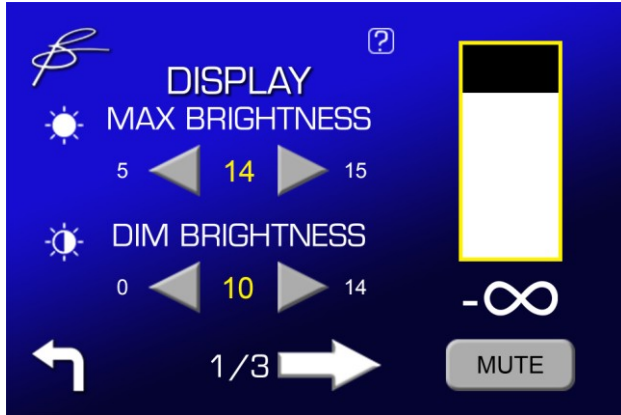 ?
DISPLAY
MAX BRIGHTNESS
5 14 15
DIM BRIGHTNESS
0 10 14
-∞
1/3
MUTE